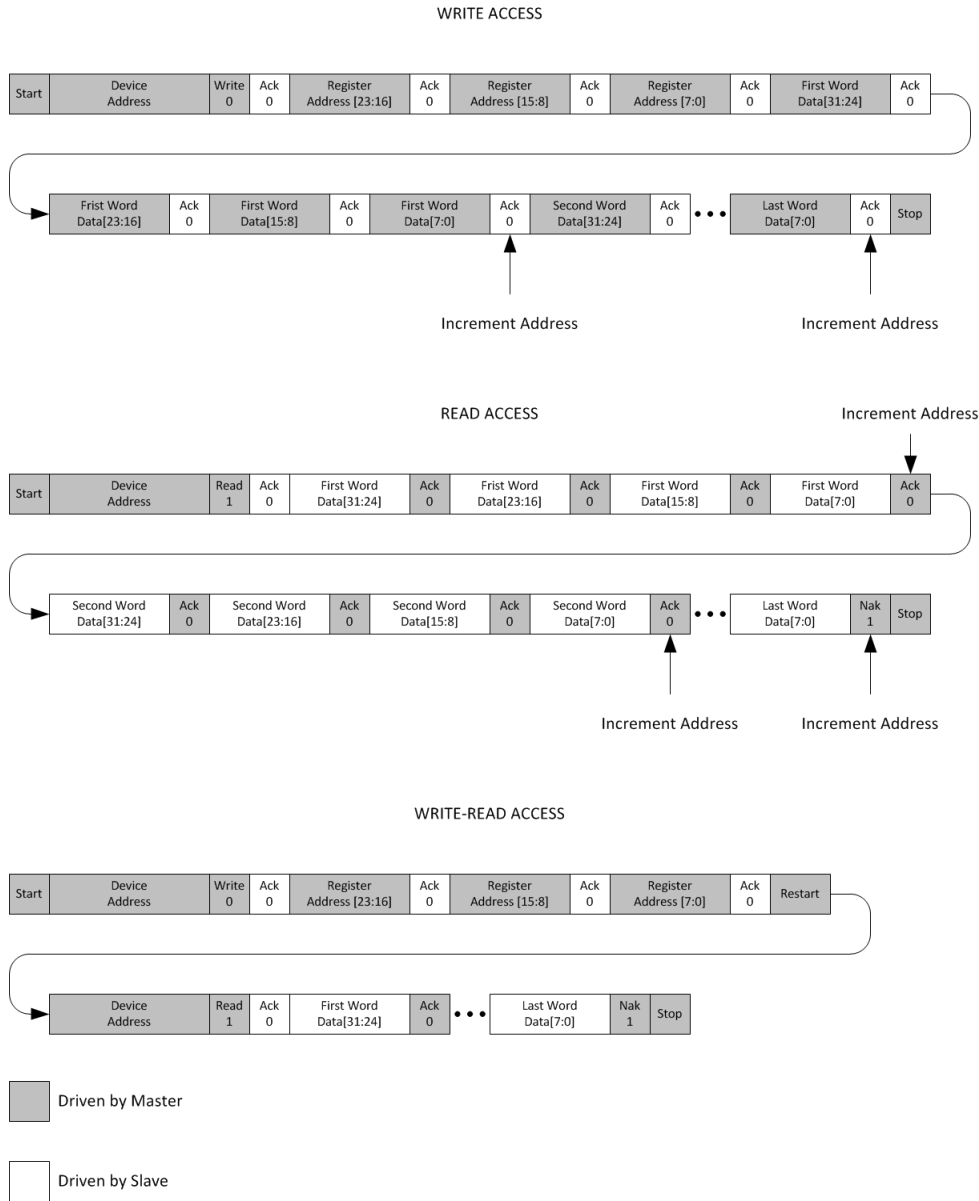 WRITE ACCESS
Start
Device
Address
Write
0
Ack
0
Register
Address [23:16]
Ack
0
Register
Address [15:8]
Ack
0
Register
Address [7:0]
Ack
0
First Word
Data[31:24]
Ack
0
Frist Word
Data[23:16]
Ack
0
First Word
Data[15:8]
Ack
0
First Word
Data[7:0]
Ack
0
Second Word
Data[31:24]
Ack
0
Last Word
Data[7:0]
Ack
0
Stop
Increment Address
Increment Address
READ ACCESS
Increment Address
Start
Device
Address
Read
1
Ack
0
First Word
Data[31:24]
Ack
0
Frist Word
Data[23:16]
Ack
0
First Word
Data[15:8]
Ack
0
First Word
Data[7:0]
Ack
0
Second Word
Data[31:24]
Ack
0
Second Word
Data[23:16]
Ack
0
Second Word
Data[15:8]
Ack
0
Second Word
Data[7:0]
Ack
0
Last Word
Data[7:0]
Nak
1
Stop
Increment Address
Increment Address
WRITE-READ ACCESS
Start
Device
Address
Write
0
Ack
0
Register
Address [23:16]
Ack
0
Register
Address [15:8]
Ack
0
Register
Address [7:0]
Ack
0
Restart
Device
Address
Read
1
Ack
0
First Word
Data[31:24]
Ack
0
Last Word
Data[7:0]
Nak
1
Stop
Driven by Master
Driven by Slave